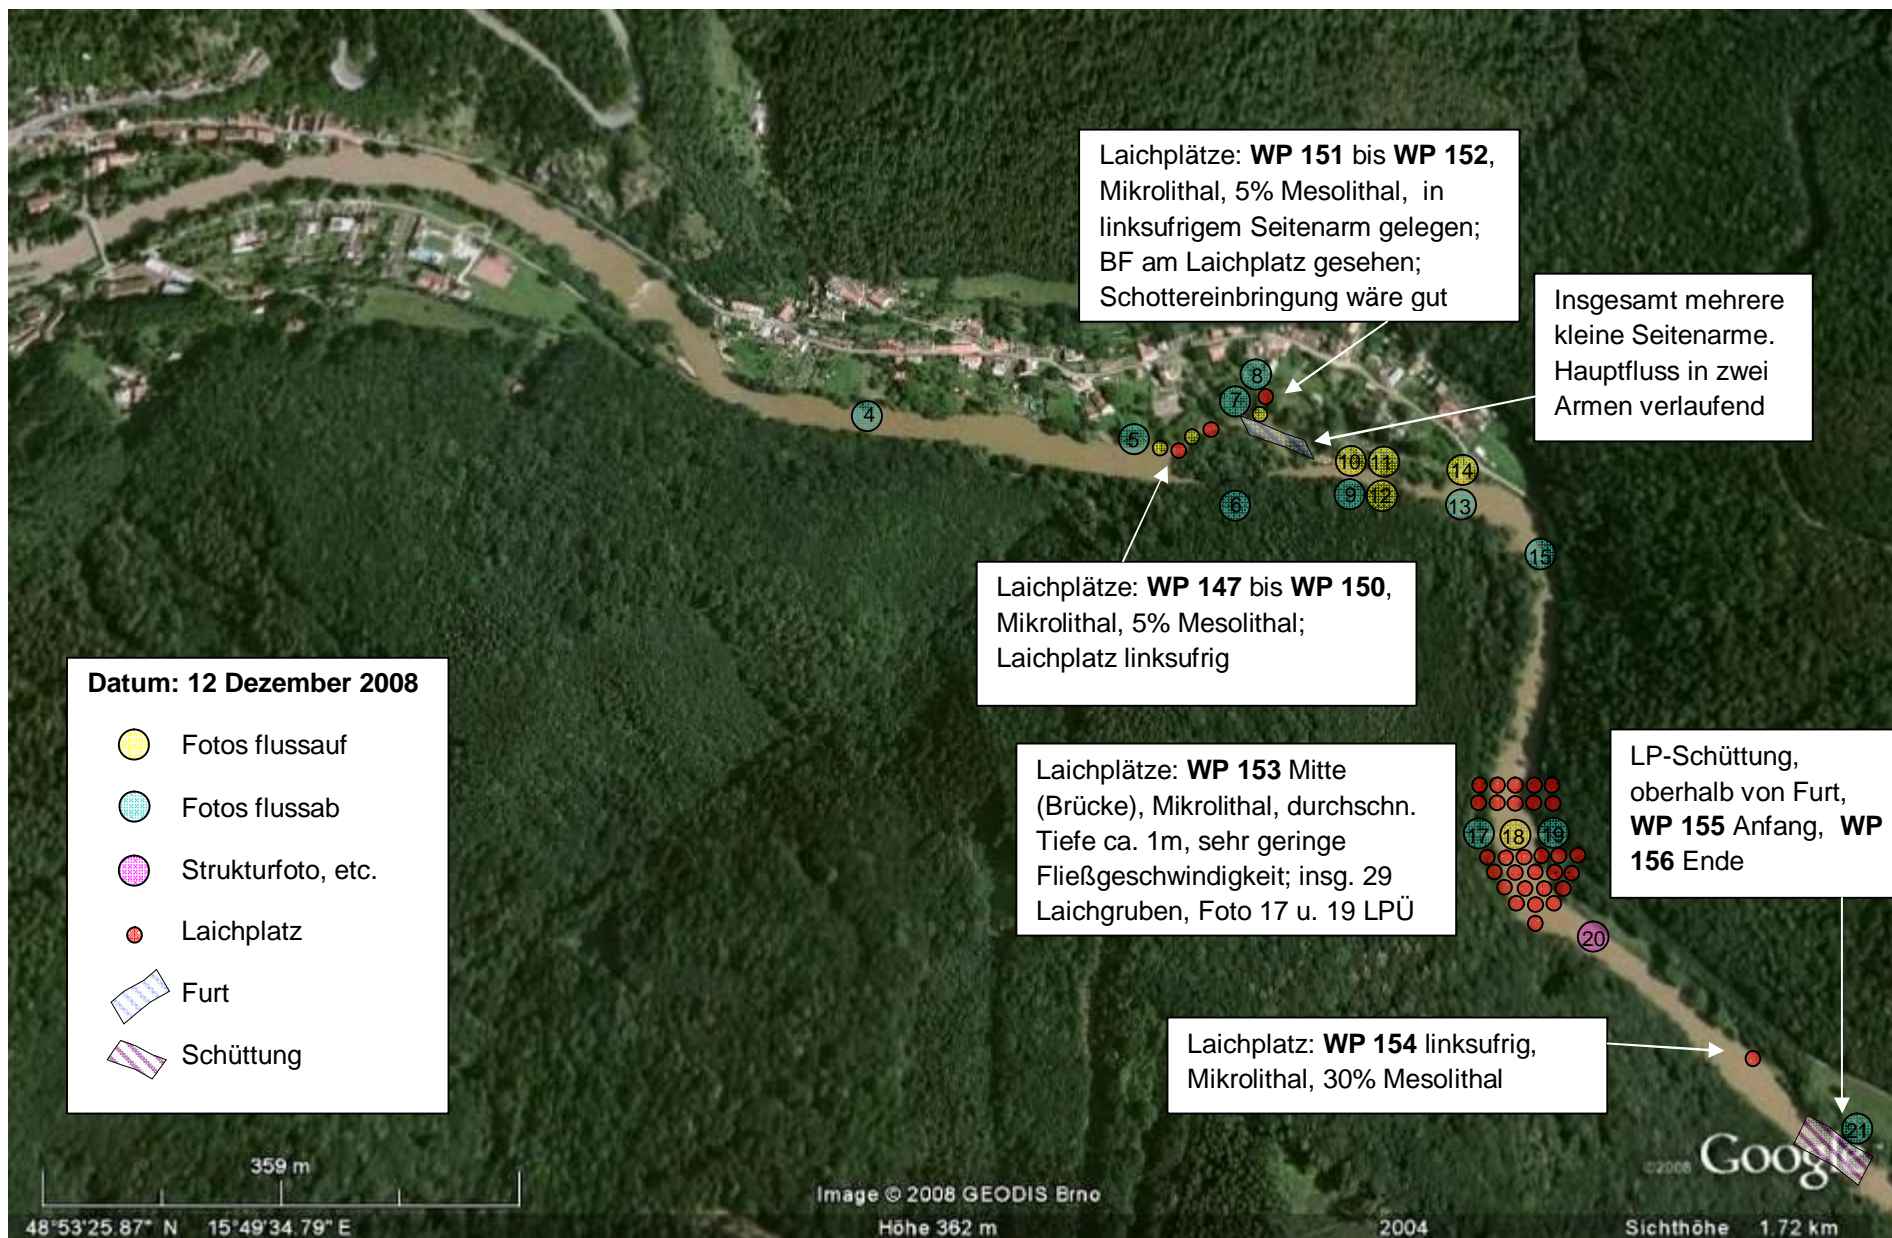 Laichplätze: WP 151 bis WP 152,
Mikrolithal, 5% Mesolithal, in
linksufrigem Seitenarm gelegen;
BF am Laichplatz gesehen;
Schottereinbringung wäre gut
Insgesamt mehrere
kleine Seitenarme.
Hauptfluss in zwei
Armen verlaufend
8
7
4
5
10
11
14
6
9
12
13
15
Laichplätze: WP 147 bis WP 150,
Mikrolithal, 5% Mesolithal;
Laichplatz linksufrig
Datum: 12 Dezember 2008
Fotos flussauf
Fotos flussab
Strukturfoto, etc.
Laichplatz
Furt
Schüttung
Laichplätze: WP 153 Mitte
(Brücke), Mikrolithal, durchschn.
Tiefe ca. 1m, sehr geringe
Fließgeschwindigkeit; insg. 29
Laichgruben, Foto 17 u. 19 LPÜ
17
18
19
20
LP-Schüttung,
oberhalb von Furt,
WP 155 Anfang, WP
156 Ende
Laichplatz: WP 154 linksufrig,
Mikrolithal, 30% Mesolithal
21
©2008 Google
359 m
Image © 2008 GEODIS Brno
48°53'25.87" N 15°49'34.79" E
Höhe 362 m
2004
Sichthöhe 1.72 km